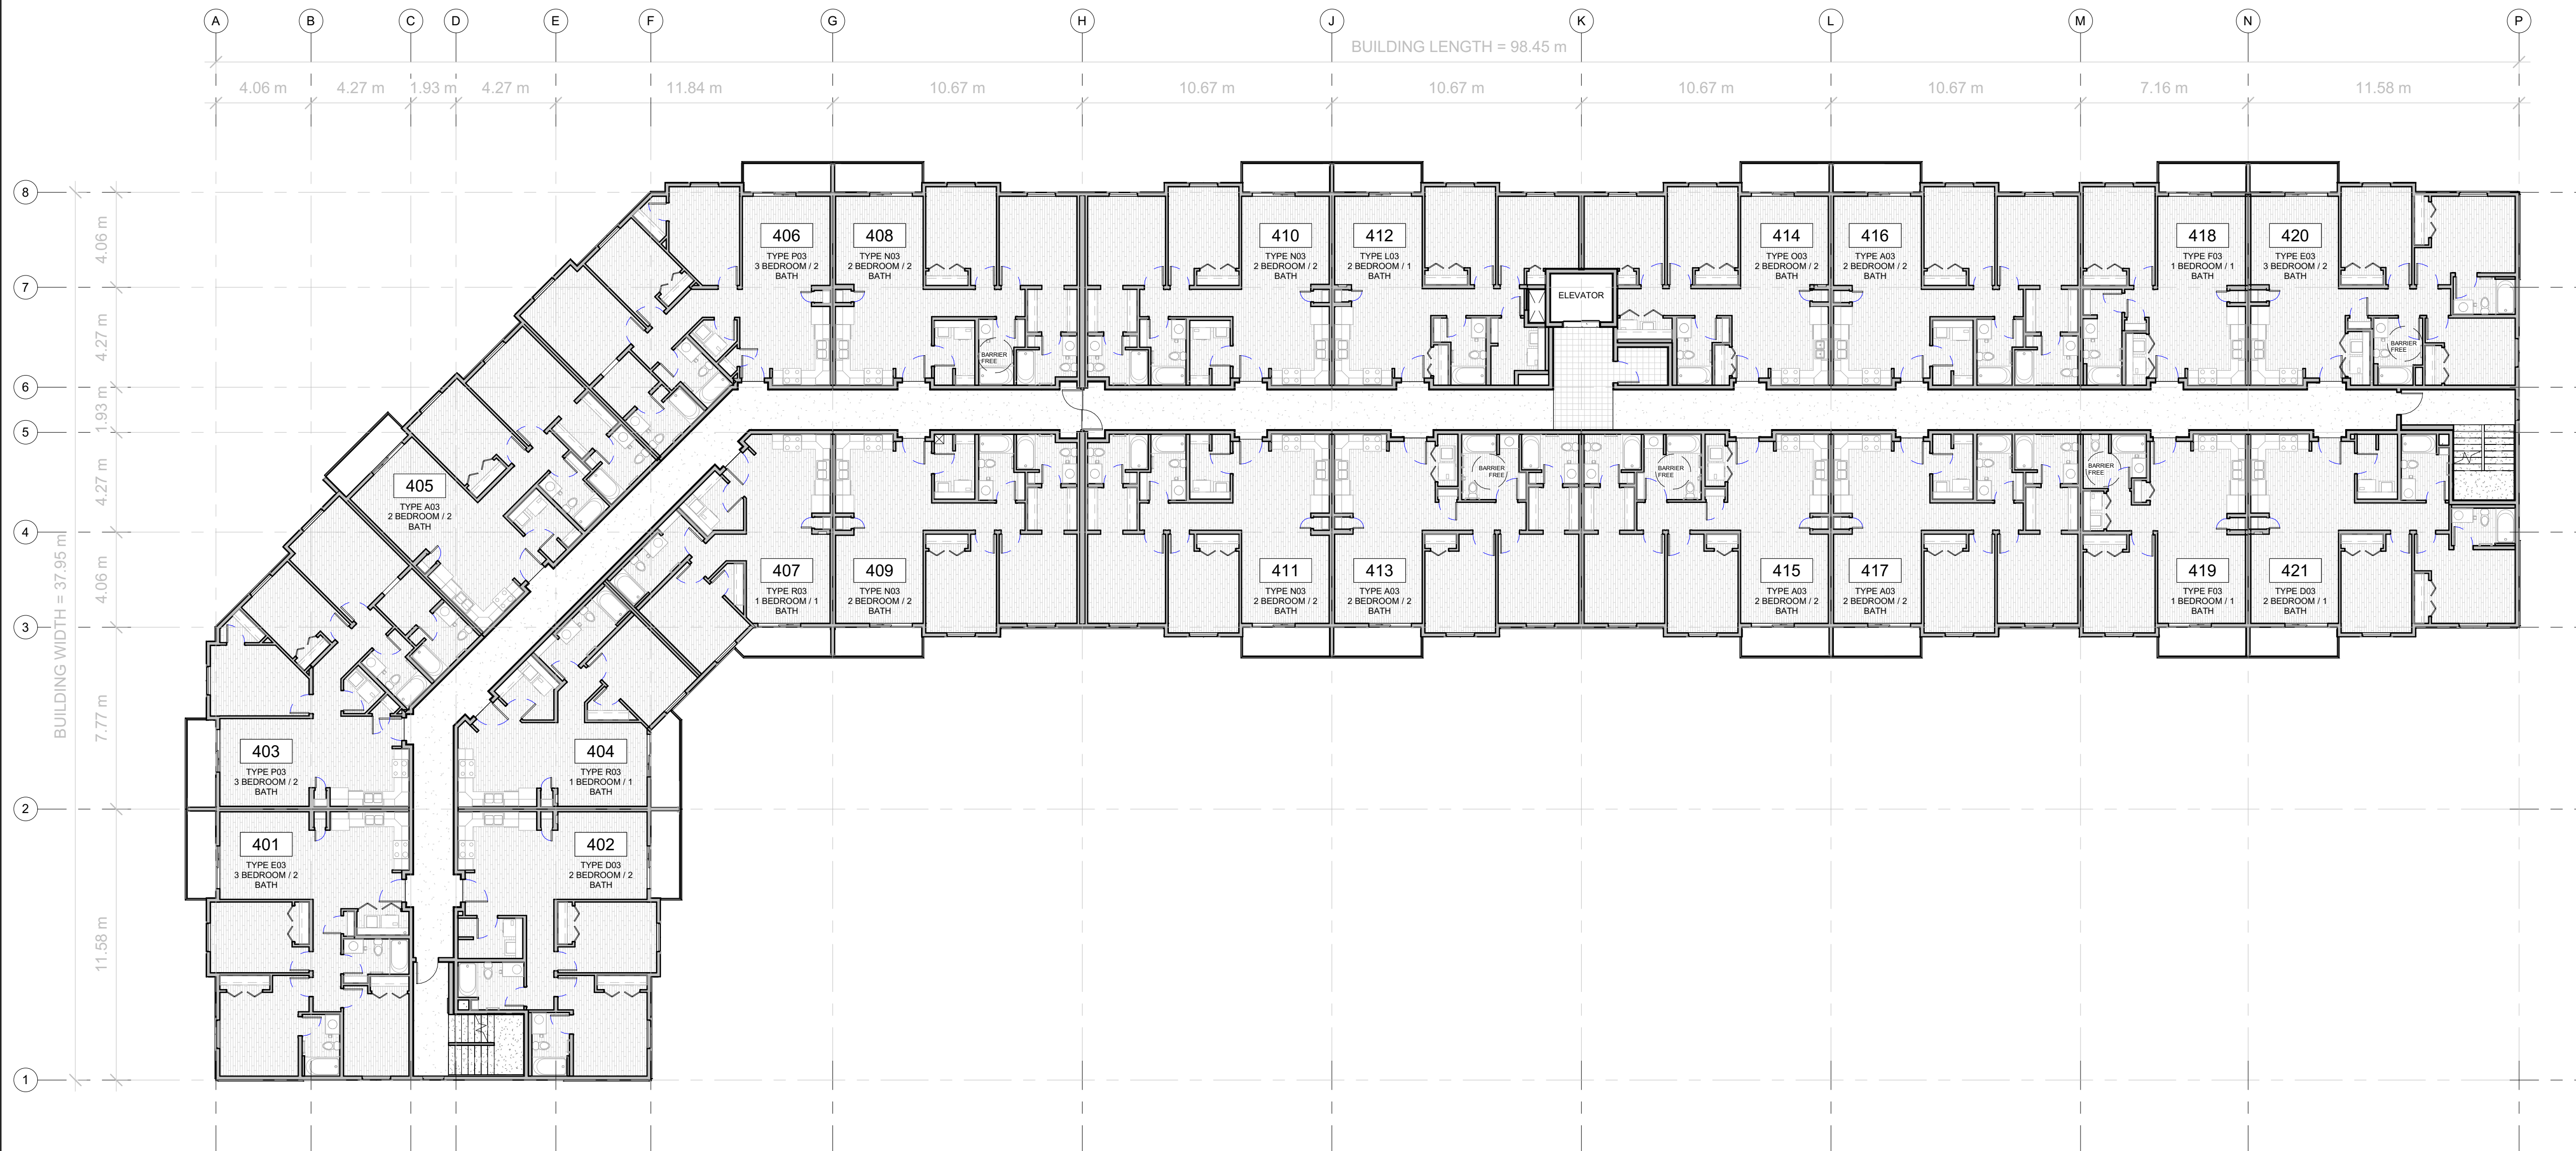 A B C D E F G H J K L M N P
BUILDING LENGTH = 98.45 m
4.06 m 4.27 m 1.93 m 4.27 m 11.84 m 10.67 m 10.67 m 10.67 m 10.67 m 10.67 m 7.16 m 11.58 m
8
4.06 m
7
4.27 m
6
1.93 m
5
4.27 m
4
4.06 m
3
BUILDING WIDTH = 37.95 m
7.77 m
2
11.58 m
1
406
TYPE P03
3 BEDROOM / 2
BATH
408
TYPE N03
2 BEDROOM / 2
BATH
BARRIER
FREE
410
TYPE N03
2 BEDROOM / 2
BATH
412
TYPE L03
2 BEDROOM / 1
BATH
ELEVATOR
414
TYPE O03
2 BEDROOM / 2
BATH
416
TYPE A03
2 BEDROOM / 2
BATH
418
TYPE F03
1 BEDROOM / 1
BATH
420
TYPE E03
3 BEDROOM / 2
BATH
BARRIER
FREE
405
TYPE A03
2 BEDROOM / 2
BATH
407
TYPE R03
1 BEDROOM / 1
BATH
409
TYPE N03
2 BEDROOM / 2
BATH
411
TYPE N03
2 BEDROOM / 2
BATH
413
TYPE A03
2 BEDROOM / 2
BATH
BARRIER
FREE
BARRIER
FREE
415
TYPE A03
2 BEDROOM / 2
BATH
417
TYPE A03
2 BEDROOM / 2
BATH
BARRIER
FREE
419
TYPE F03
1 BEDROOM / 1
BATH
421
TYPE D03
2 BEDROOM / 1
BATH
403
TYPE P03
3 BEDROOM / 2
BATH
404
TYPE R03
1 BEDROOM / 1
BATH
401
TYPE E03
3 BEDROOM / 2
BATH
402
TYPE D03
2 BEDROOM / 2
BATH